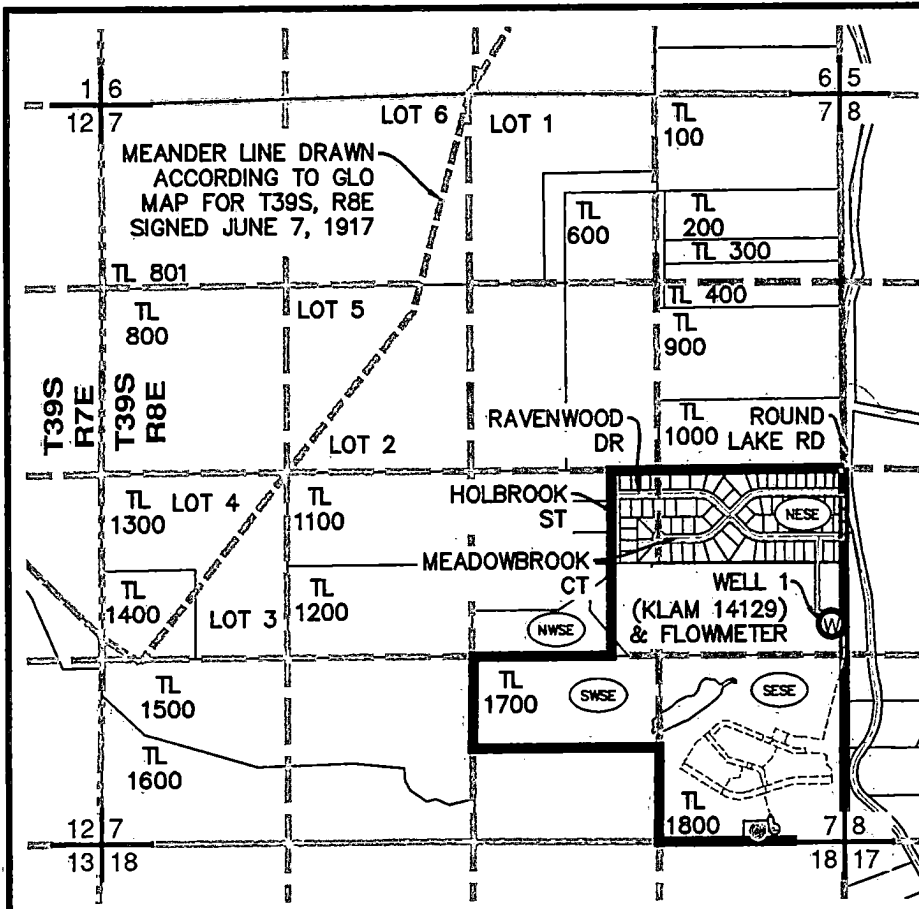 1 6
12 7
6 5
7 8
LOT 6
LOT 1
TL
100
MEANDER LINE DRAWN
ACCORDING TO GLO
MAP FOR T39S, R8E
SIGNED JUNE 7, 1917
TL
600
TL
200
TL 300
TL 801
TL
800
LOT 5
TL 400
TL
900
T39S
R7E
T39S
R8E
RAVENWOOD
DR
TL
1000
ROUND
LAKE RD
LOT 2
LOT 4
TL
1300
TL
1100
HOLBROOK
ST
NESE
MEADOWBROOK
CT
TL
1400
LOT 3
TL
1200
NWSE
WELL 1
(KLAM 14129)
& FLOWMETER
W
TL
1500
TL
1700
SWSE
SESE
TL
1600
TL
1800
12 7
13 18
7 8
18 17